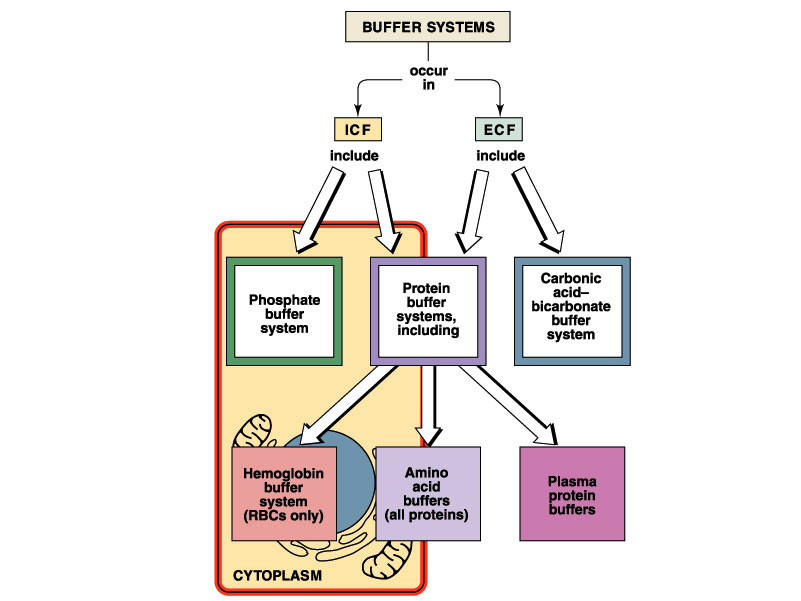 BUFFER SYSTEMS
occur
in
ICF
ECF
include
include
Phosphate
buffer
system
Protein
buffer
systems,
including
Carbonic
acid–
bicarbonate
buffer
system
Hemoglobin
buffer
system
(RBCs only)
Amino
acid
buffers
(all proteins)
Plasma
protein
buffers
CYTOPLASM